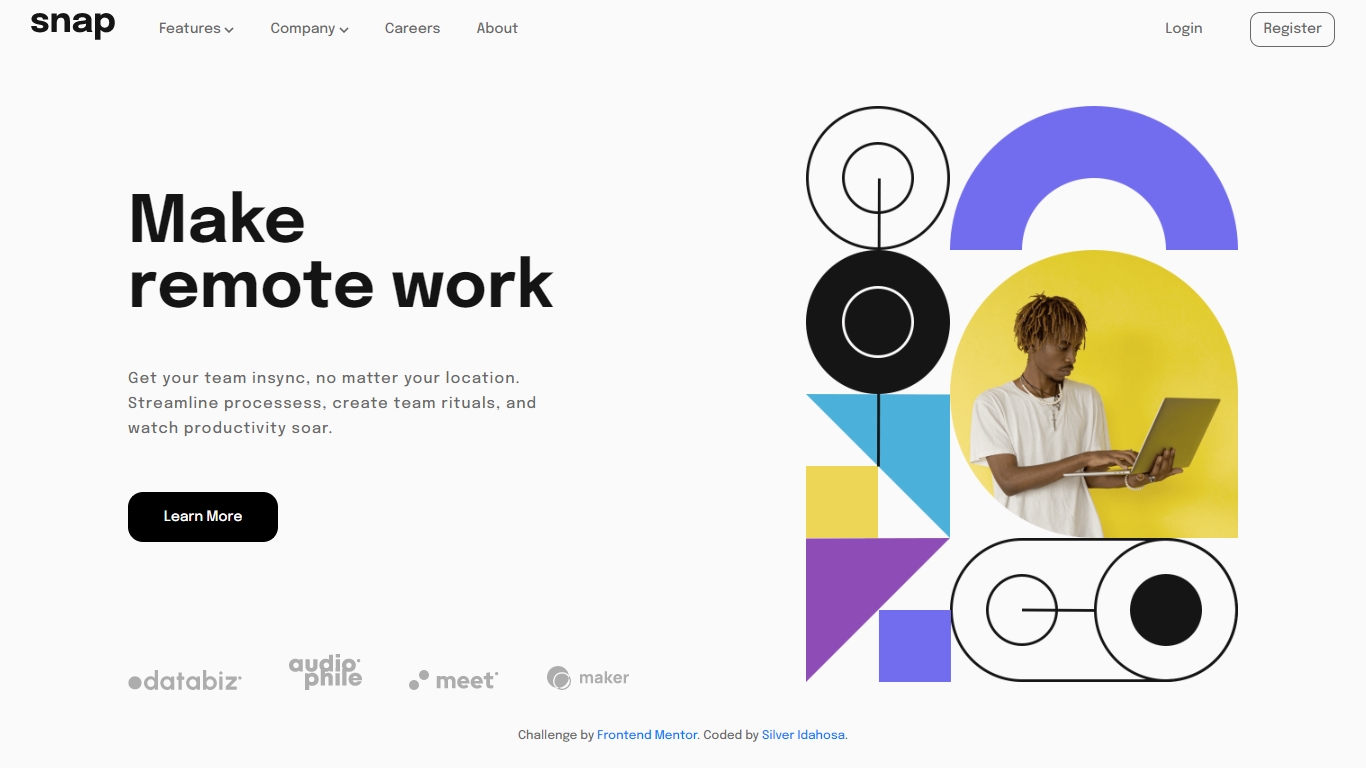 snap
Features
Company
Careers
About
Login
Register
Make
remote work
Get your team insync, no matter your location.
Streamline processess, create team rituals, and
watch productivity soar.
Learn More
databiz
audiophile
meet
maker
Challenge by Frontend Mentor. Coded by Silver Idahosa.